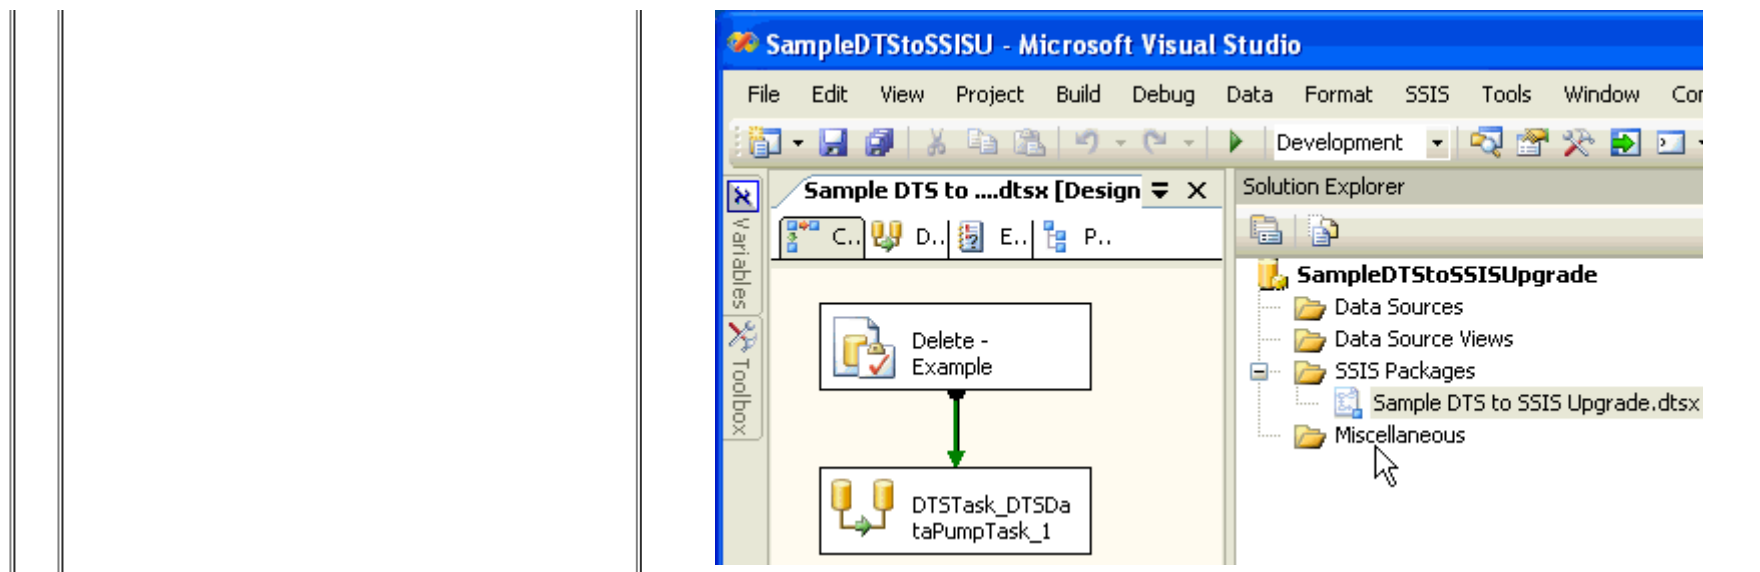 SampleDTStoSSISU - Microsoft Visual Studio
File Edit View Project Build Debug Data Format SSIS Tools Window Cor
Development
Sample DTS to ....dtsx [Design
C.. D.. E.. P..
Variables
Toolbox
Delete -
Example
DTSTask_DTSDa
taPumpTask_1
Solution Explorer
SampleDTStoSSISUpgrade
Data Sources
Data Source Views
SSIS Packages
Sample DTS to SSIS Upgrade.dtsx
Miscellaneous